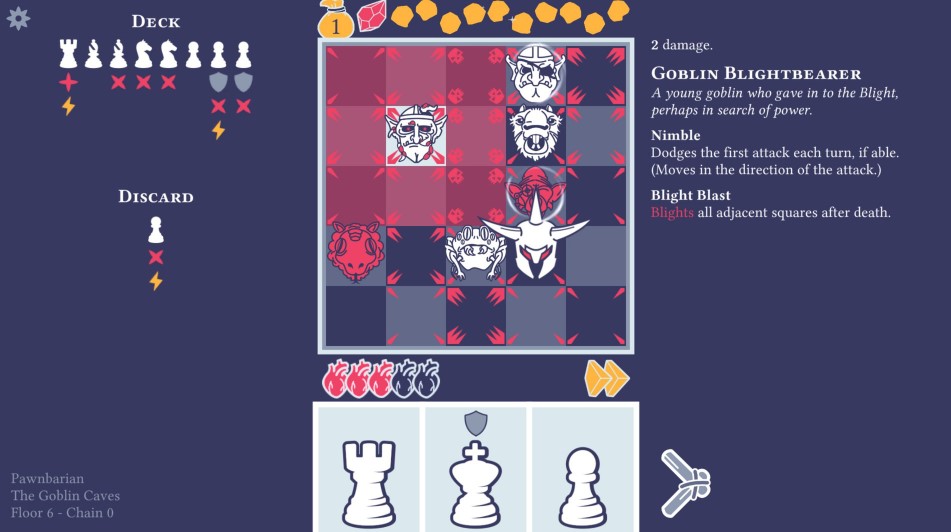 DECK
1
2 damage.
GOBLIN BLIGHTBEARER
A young goblin who gave in to the Blight,
perhaps in search of power.
Nimble
Dodges the first attack each turn, if able.
(Moves in the direction of the attack.)
Blight Blast
Blights all adjacent squares after death.
DISCARD
Pawnbarian
The Goblin Caves
Floor 6 - Chain 0